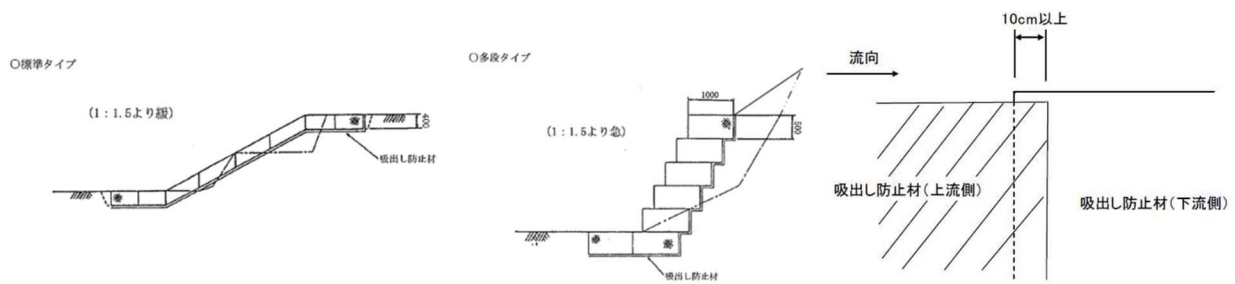 ○標準タイプ
(1：1.5より緩)
400
吸出し防止材
○多段タイプ
(1：1.5より急)
1000
500
吸出し防止材
10cm以上
流向
吸出し防止材(上流側)
吸出し防止材(下流側)